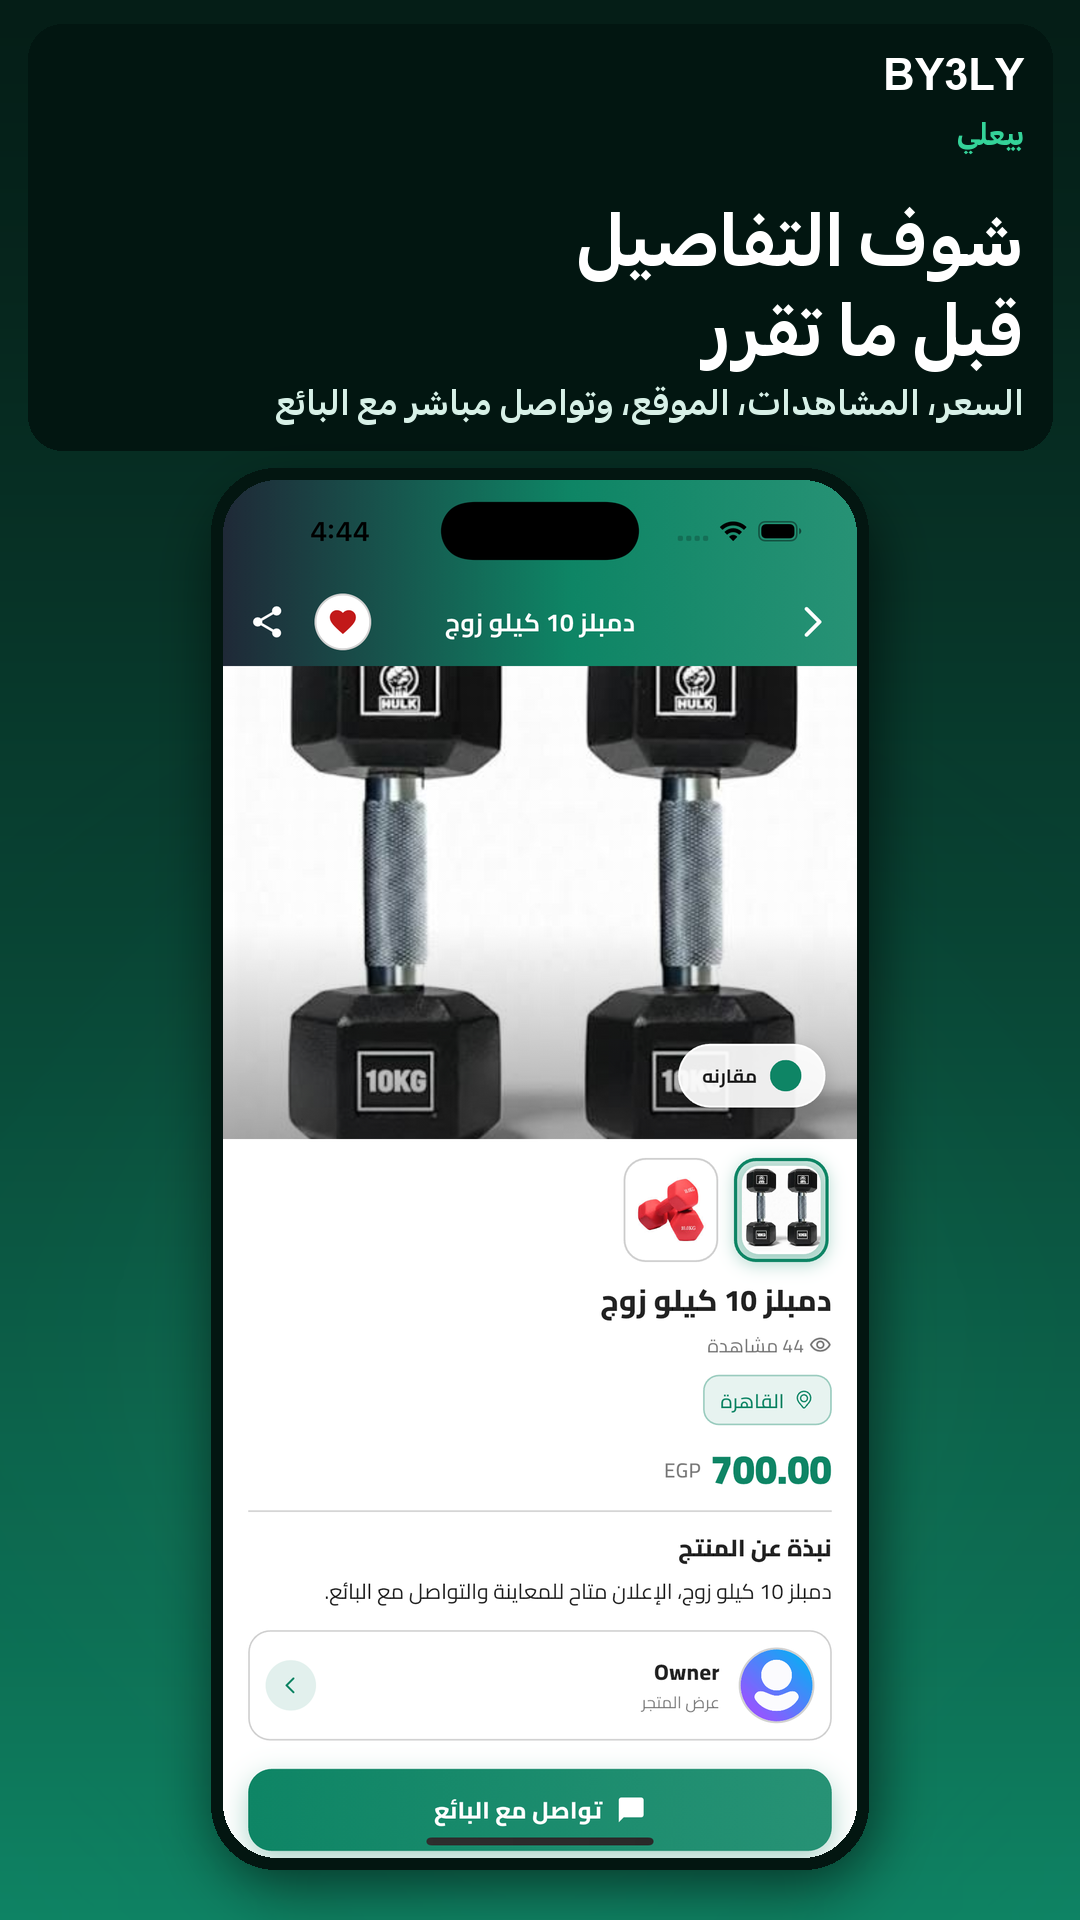 BY3LY
بيعلي
شوف التفاصيل
قبل ما تقرر
السعر، المشاهدات، الموقع، وتواصل مباشر مع البائع
4:44
دمبلز 10 كيلو زوج
HULK
HULK
10KG
10
مقارنه
دمبلز 10 كيلو زوج
44 مشاهدة
القاهرة
700.00 EGP
نبذة عن المنتج
دمبلز 10 كيلو زوج، الإعلان متاح للمعاينة والتواصل مع البائع.
Owner
عرض المتجر
تواصل مع البائع